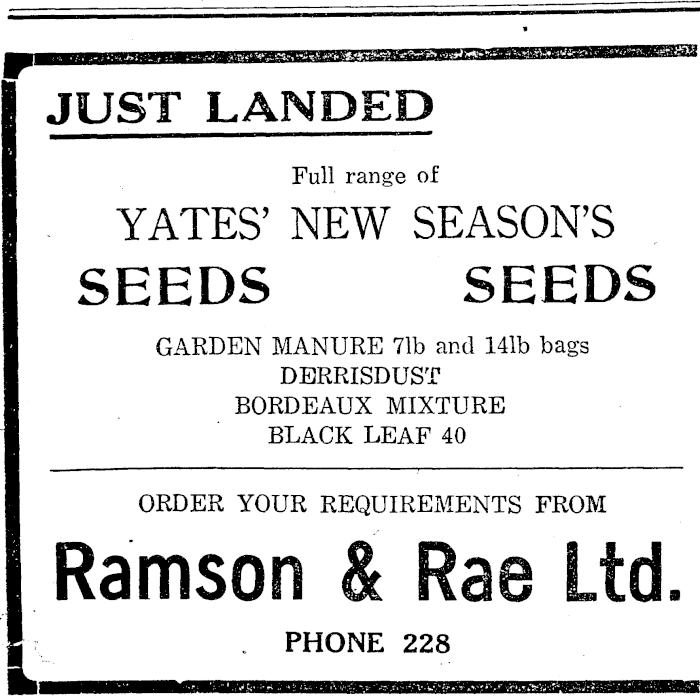 JUST LANDED
Full range of
YATES' NEW SEASON'S
SEEDS SEEDS
GARDEN MANURE 7lb and 14lb bags
DERRISDUST
BORDEAUX MIXTURE
BLACK LEAF 40
ORDER YOUR REQUIREMENTS FROM
Ramson & Rae Ltd.
PHONE 228